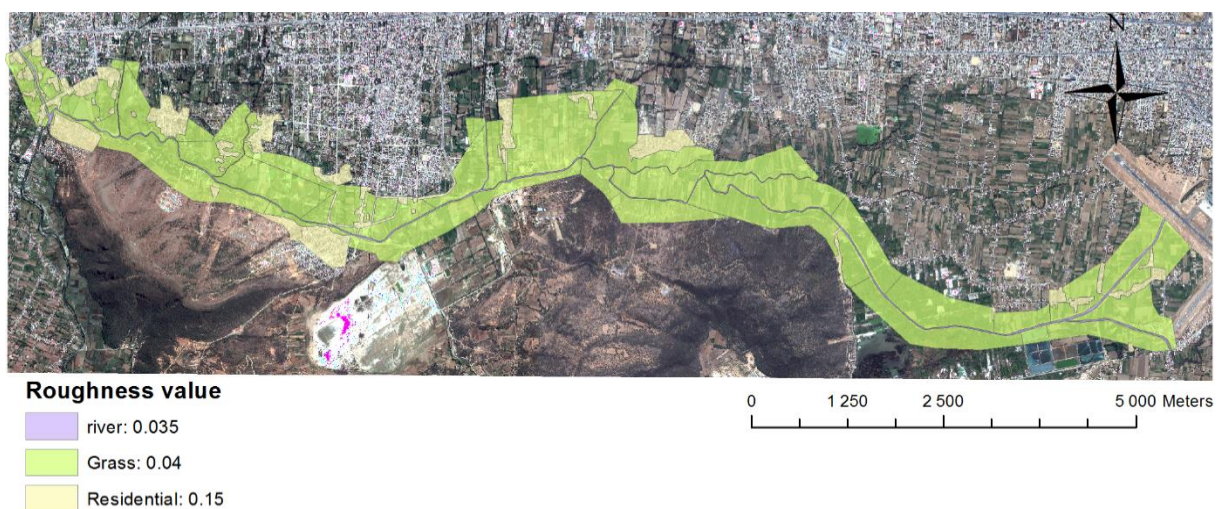 N
Roughness value
river: 0.035
Grass: 0.04
Residential: 0.15
0 1 250 2 500 5 000 Meters